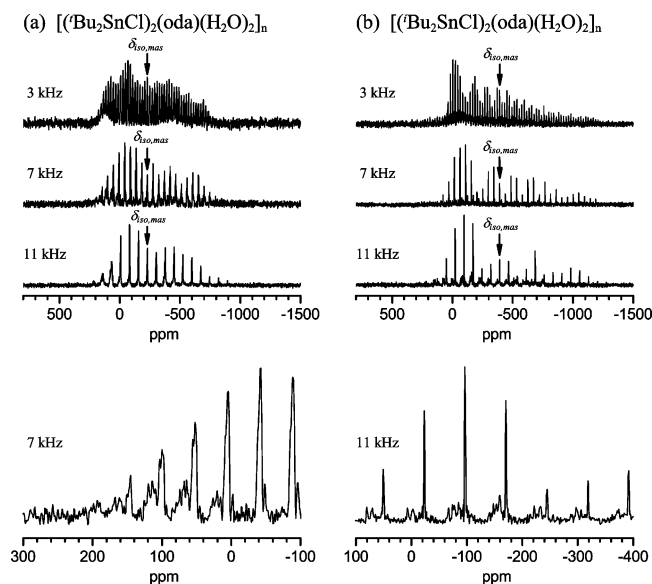 (a) [(ᵗBu₂SnCl)₂(oda)(H₂O)₂]ₙ
δiso,mas
3 kHz
δiso,mas
7 kHz
δiso,mas
11 kHz
500 0 -500 -1000 -1500
ppm
(b) [(ⁱBu₂SnCl)₂(oda)(H₂O)₂]ₙ
δiso,mas
3 kHz
δiso,mas
7 kHz
δiso,mas
11 kHz
500 0 -500 -1000 -1500
ppm
7 kHz
300 200 100 0 -100
ppm
11 kHz
100 0 -100 -200 -300 -400
ppm